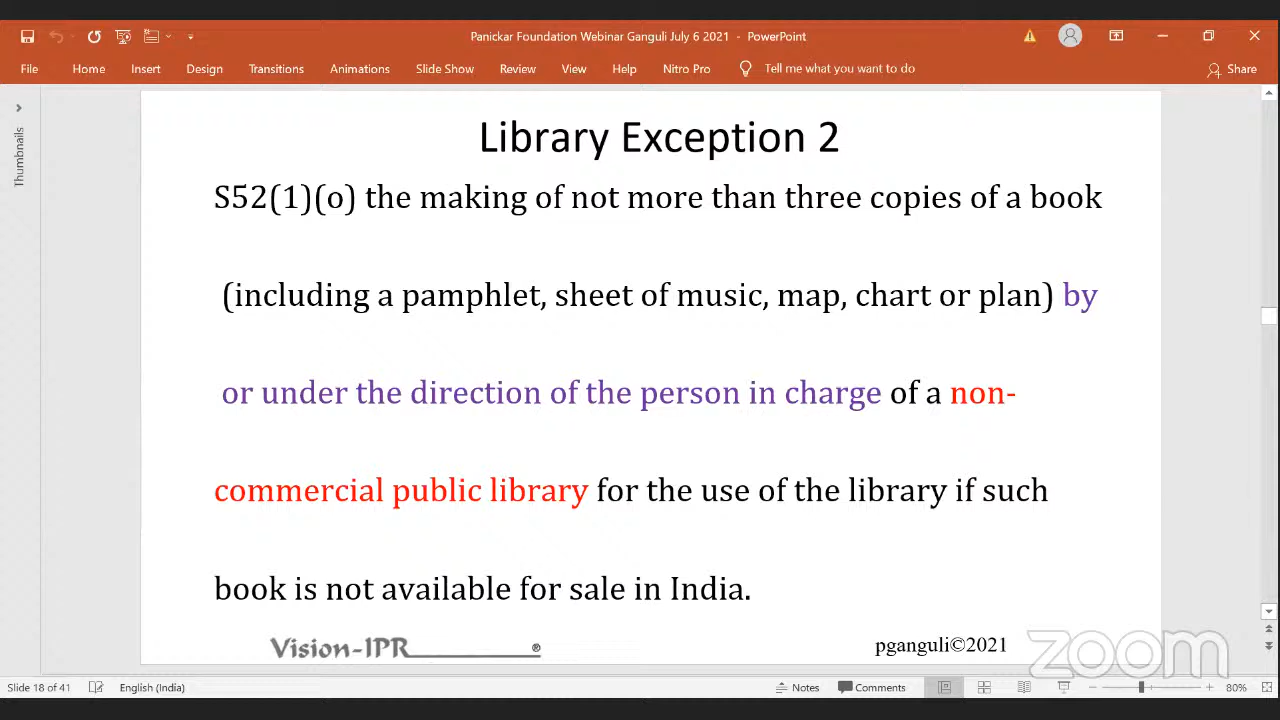 Panickar Foundation Webinar Ganguli July 6 2021 - PowerPoint
File Home Insert Design Transitions Animations Slide Show Review View Help Nitro Pro Tell me what you want to do Share
Thumbnails
Library Exception 2
S52(1)(o) the making of not more than three copies of a book
(including a pamphlet, sheet of music, map, chart or plan) by
or under the direction of the person in charge of a non-
commercial public library for the use of the library if such
book is not available for sale in India.
Vision-IPR ®
pganguli©2021
zoom
Slide 18 of 41 English (India) Notes Comments 80%